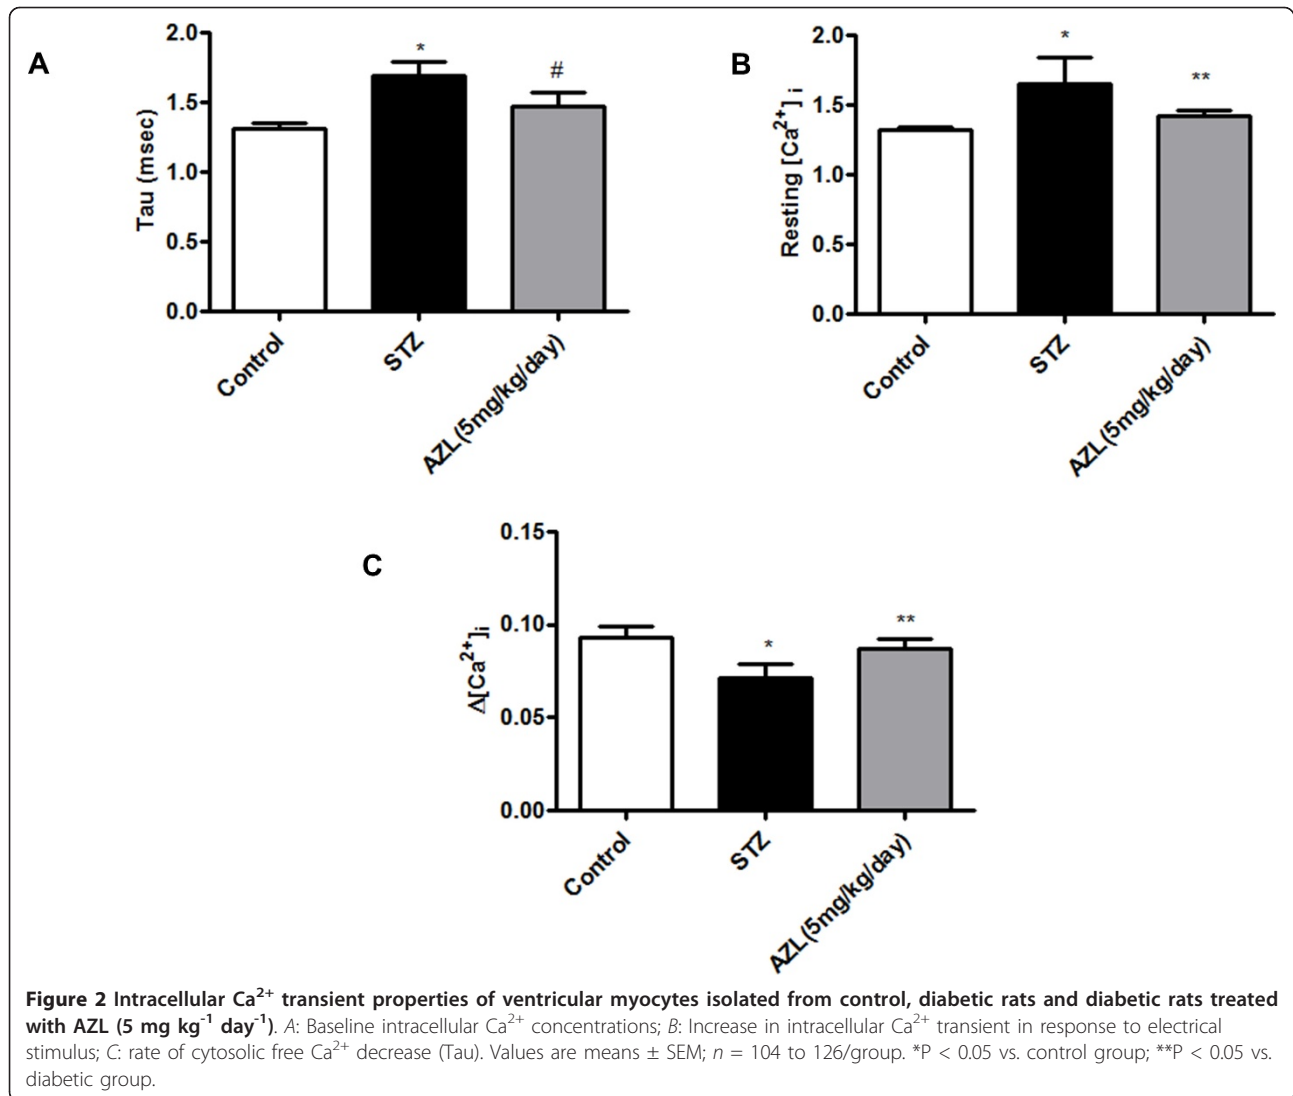 A
2.0
1.5
1.0
0.5
0.0
Tau (msec)
*
#
Control
STZ
AZL(5mg/kg/day)
B
2.0
1.5
1.0
0.5
0.0
Resting [Ca2+] i
*
**
Control
STZ
AZL(5mg/kg/day)
C
0.15
0.10
0.05
0.00
Δ[Ca2+]i
*
**
Control
STZ
AZL(5mg/kg/day)
Figure 2 Intracellular Ca2+ transient properties of ventricular myocytes isolated from control, diabetic rats and diabetic rats treated
with AZL (5 mg kg-1 day-1). A: Baseline intracellular Ca2+ concentrations; B: Increase in intracellular Ca2+ transient in response to electrical
stimulus; C: rate of cytosolic free Ca2+ decrease (Tau). Values are means ± SEM; n = 104 to 126/group. *P < 0.05 vs. control group; **P < 0.05 vs.
diabetic group.